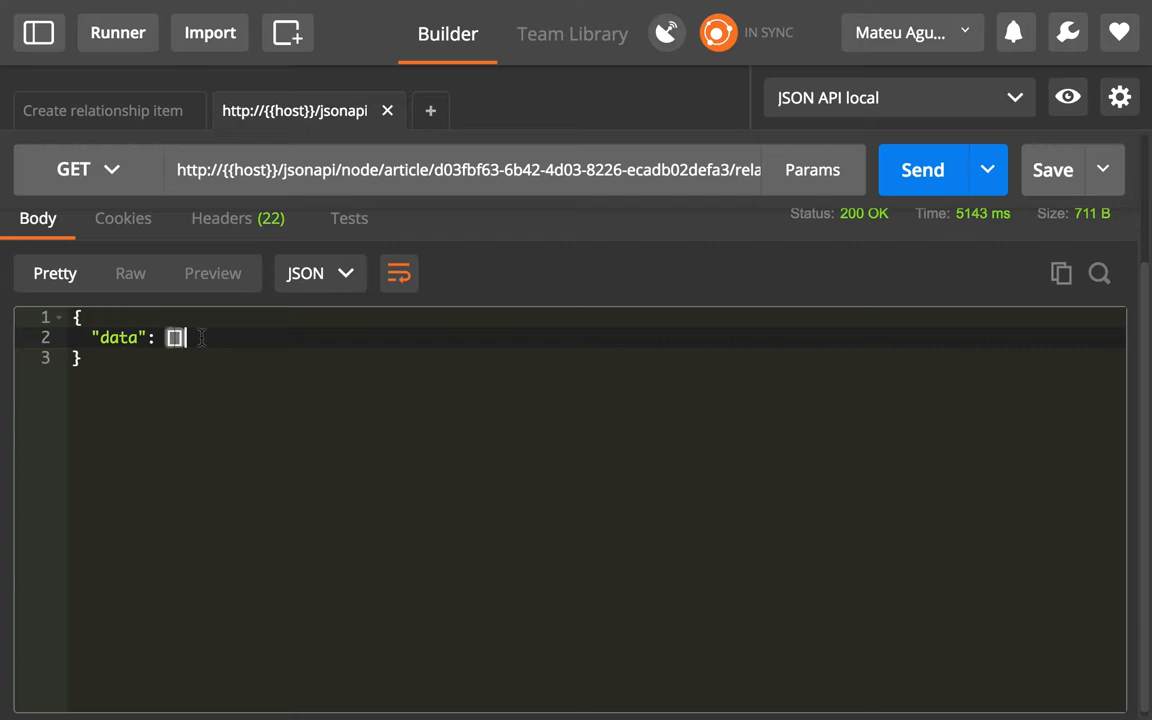 Runner Import Builder Team Library IN SYNC Mateu Agu...
Create relationship item http://{{host}}/jsonapi JSON API local
GET http://{{host}}/jsonapi/node/article/d03fbf63-6b42-4d03-8226-ecadb02defa3/rela Params Send Save
Body Cookies Headers (22) Tests Status: 200 OK Time: 5143 ms Size: 711 B
Pretty Raw Preview JSON
1 {
2 "data": []
3 }